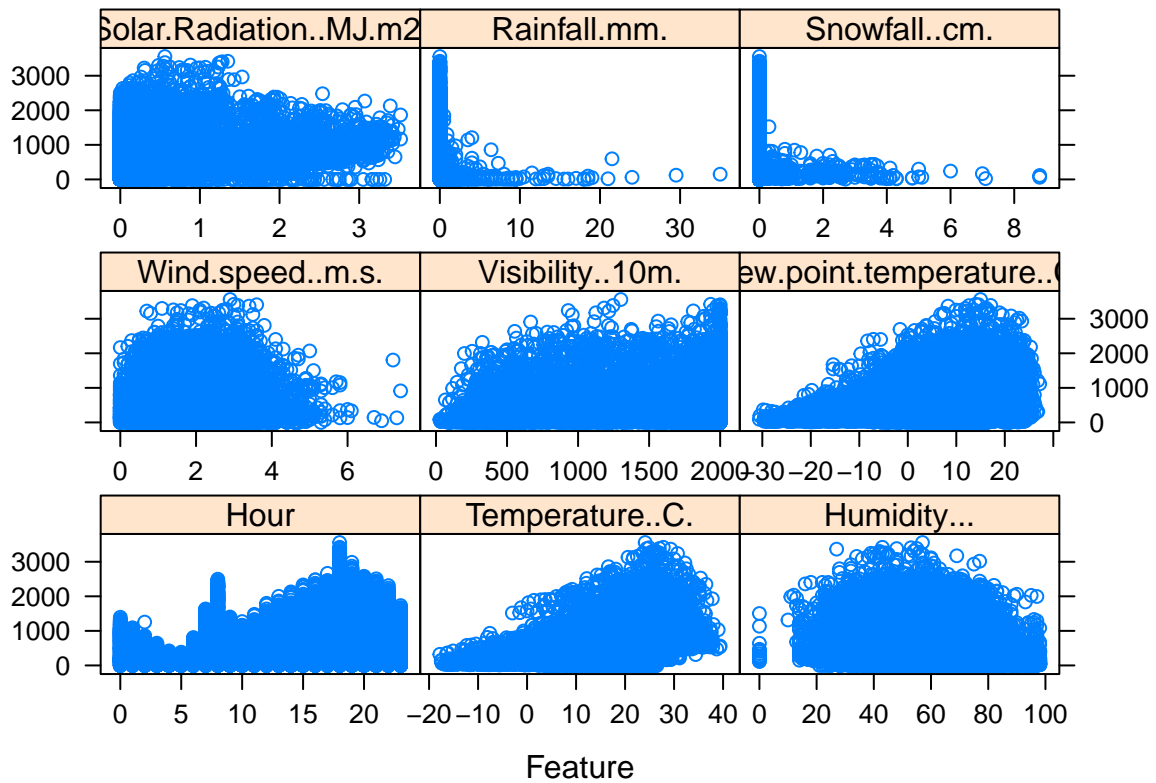 Solar.Radiation..MJ.m2 Rainfall.mm. Snowfall..cm.
3000
2000
1000
0
0 1 2 3 0 10 20 30 0 2 4 6 8
Wind.speed..m.s. Visibility..10m. ew.point.temperature..C
3000
2000
1000
0
0 2 4 6 0 500 1000 1500 2000 −30 −20 −10 0 10 20
Hour Temperature..C. Humidity...
3000
2000
1000
0
0 5 10 15 20 −20 −10 0 10 20 30 40 0 20 40 60 80 100
Feature